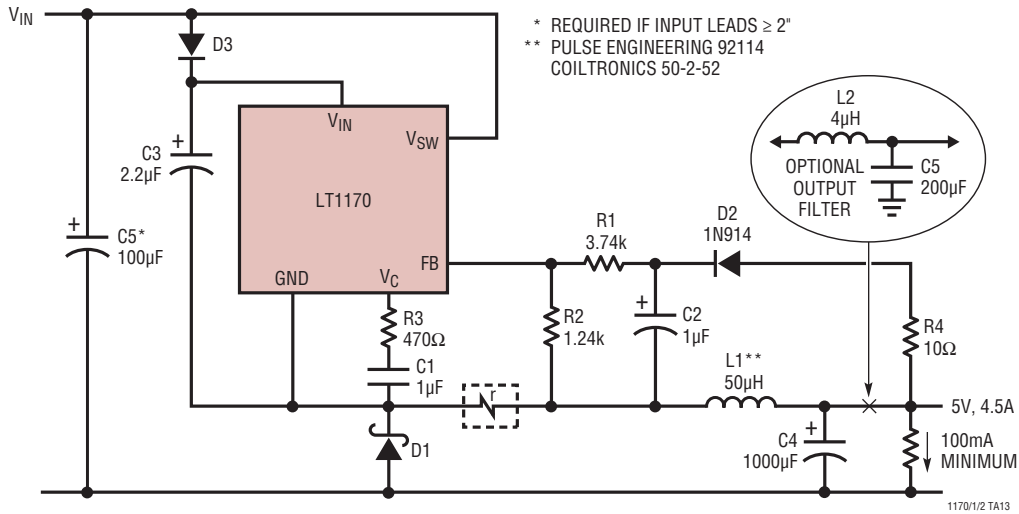 VIN
* REQUIRED IF INPUT LEADS ≥ 2"
** PULSE ENGINEERING 92114
COILTRONICS 50-2-52
D3
VIN
VSW
L2
4µH
C3
2.2µF
+
OPTIONAL
OUTPUT
FILTER
C5
200µF
LT1170
+
C5*
100µF
R1
3.74k
D2
1N914
FB
GND
VC
R3
470Ω
R2
1.24k
+
C2
1µF
R4
10Ω
C1
1µF
L1**
50µH
r
5V, 4.5A
D1
+
C4
1000µF
100mA
MINIMUM
1170/1/2 TA13